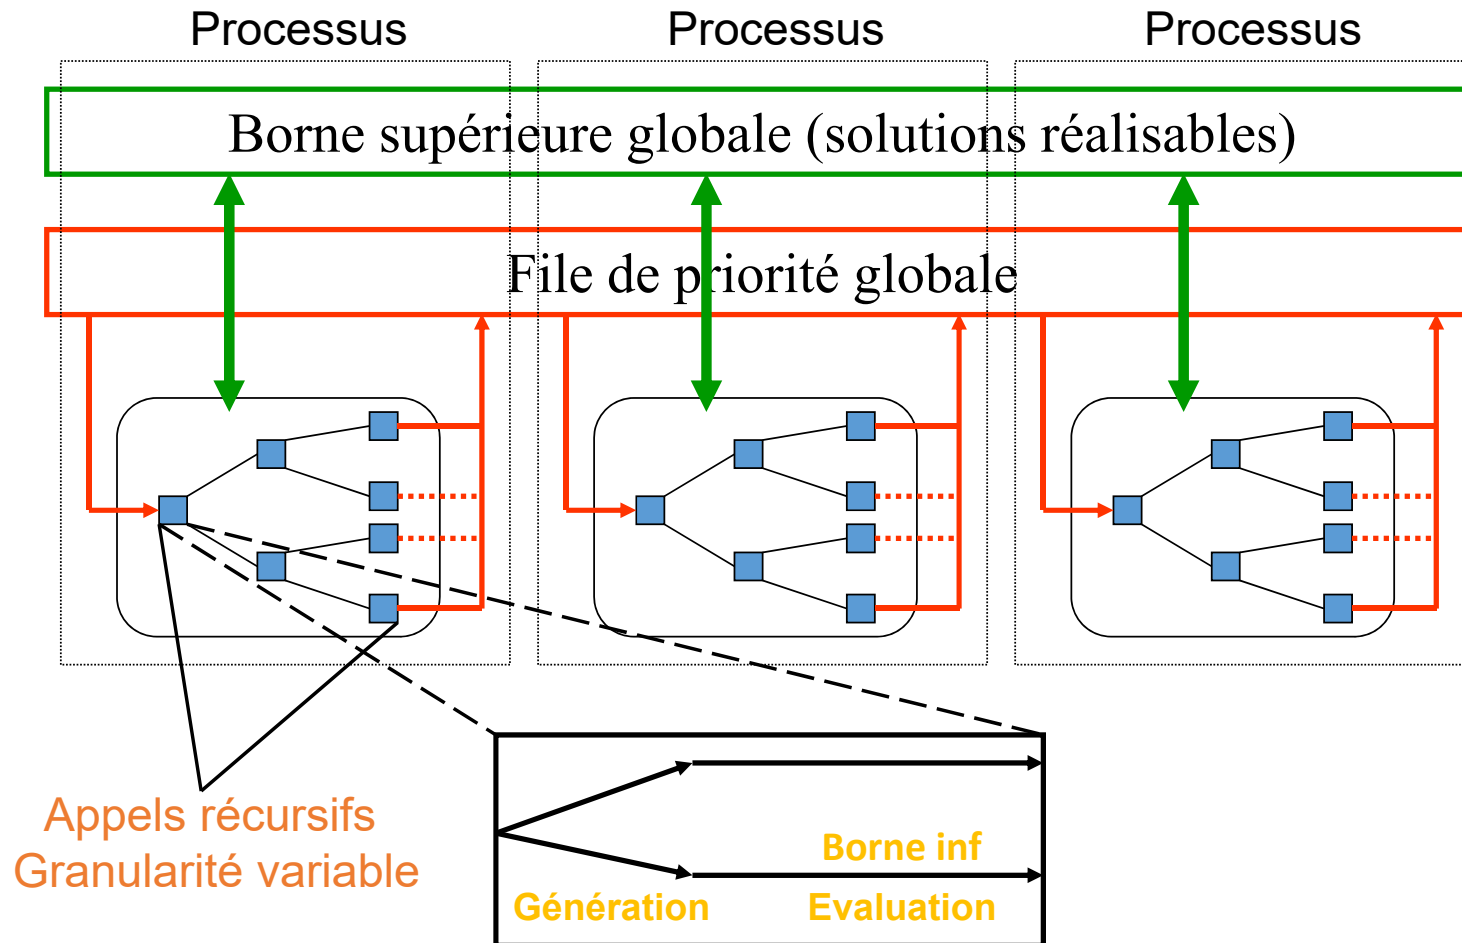 Processus
Processus
Processus
Borne supérieure globale (solutions réalisables)
File de priorité globale
Appels récursifs
Granularité variable
Borne inf
Génération
Evaluation